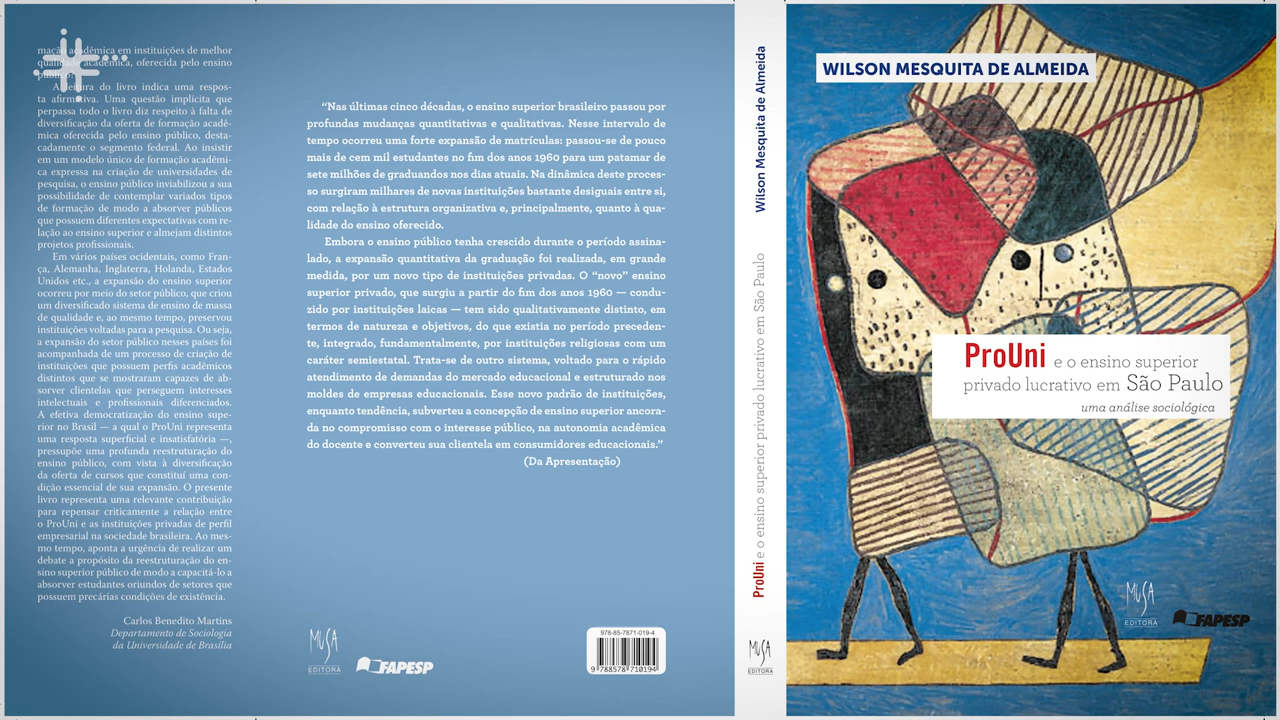 mação acadêmica em instituições de melhor
qualidade acadêmica, oferecida pelo ensino
público.
A leitura do livro indica uma respos-
ta afirmativa. Uma questão implícita que
perpassa todo o livro diz respeito à falta de
diversificação da oferta de formação acadê-
mica oferecida pelo ensino público, desta-
cadamente o segmento federal. Ao insistir
em um modelo único de formação acadêmi-
ca expressa na criação de universidades de
pesquisa, o ensino público inviabilizou a sua
possibilidade de contemplar variados tipos
de formação de modo a absorver públicos
que possuem diferentes expectativas com re-
lação ao ensino superior e almejam distintos
projetos profissionais.
Em vários países ocidentais, como Fran-
ça, Alemanha, Inglaterra, Holanda, Estados
Unidos etc., a expansão do ensino superior
ocorreu por meio do setor público, que criou
um diversificado sistema de ensino de massa
de qualidade e, ao mesmo tempo, preservou
instituições voltadas para a pesquisa. Ou seja,
a expansão do setor público nesses países foi
acompanhada de um processo de criação de
instituições que possuem perfis acadêmicos
distintos que se mostraram capazes de ab-
sorver clientelas que perseguem interesses
intelectuais e profissionais diferenciados.
A efetiva democratização do ensino supe-
rior no Brasil — a qual o ProUni representa
uma resposta superficial e insatisfatória —,
pressupõe uma profunda reestruturação do
ensino público, com vista à diversificação
da oferta de cursos que constitui uma con-
dição essencial de sua expansão. O presente
livro representa uma relevante contribuição
para repensar criticamente a relação entre
o ProUni e as instituições privadas de perfil
empresarial na sociedade brasileira. Ao mes-
mo tempo, aponta a urgência de realizar um
debate a propósito da reestruturação do en-
sino superior público de modo a capacitá-lo a
absorver estudantes oriundos de setores que
possuem precárias condições de existência.
Carlos Benedito Martins
Departamento de Sociologia
da Universidade de Brasília
“Nas últimas cinco décadas, o ensino superior brasileiro passou por
profundas mudanças quantitativas e qualitativas. Nesse intervalo de
tempo ocorreu uma forte expansão de matrículas: passou-se de pouco
mais de cem mil estudantes no fim dos anos 1960 para um patamar de
sete milhões de graduandos nos dias atuais. Na dinâmica deste proces-
so surgiram milhares de novas instituições bastante desiguais entre si,
com relação à estrutura organizativa e, principalmente, quanto à qua-
lidade do ensino oferecido.
Embora o ensino público tenha crescido durante o período assina-
lado, a expansão quantitativa da graduação foi realizada, em grande
medida, por um novo tipo de instituições privadas. O “novo” ensino
superior privado, que surgiu a partir do fim dos anos 1960 — condu-
zido por instituições laicas — tem sido qualitativamente distinto, em
termos de natureza e objetivos, do que existia no período preceden-
te, integrado, fundamentalmente, por instituições religiosas com um
caráter semiestatal. Trata-se de outro sistema, voltado para o rápido
atendimento de demandas do mercado educacional e estruturado nos
moldes de empresas educacionais. Esse novo padrão de instituições,
enquanto tendência, subverteu a concepção de ensino superior ancora-
da no compromisso com o interesse público, na autonomia acadêmica
do docente e converteu sua clientela em consumidores educacionais.”
(Da Apresentação)
MUSA
EDITORA
FAPESP
978-85-7871-019-4
9 788578 710194
Wilson Mesquita de Almeida
ProUni e o ensino superior privado lucrativo em São Paulo
MUSA
EDITORA
WILSON MESQUITA DE ALMEIDA
ProUni e o ensino superior
privado lucrativo em São Paulo
uma análise sociológica
MUSA
EDITORA
FAPESP